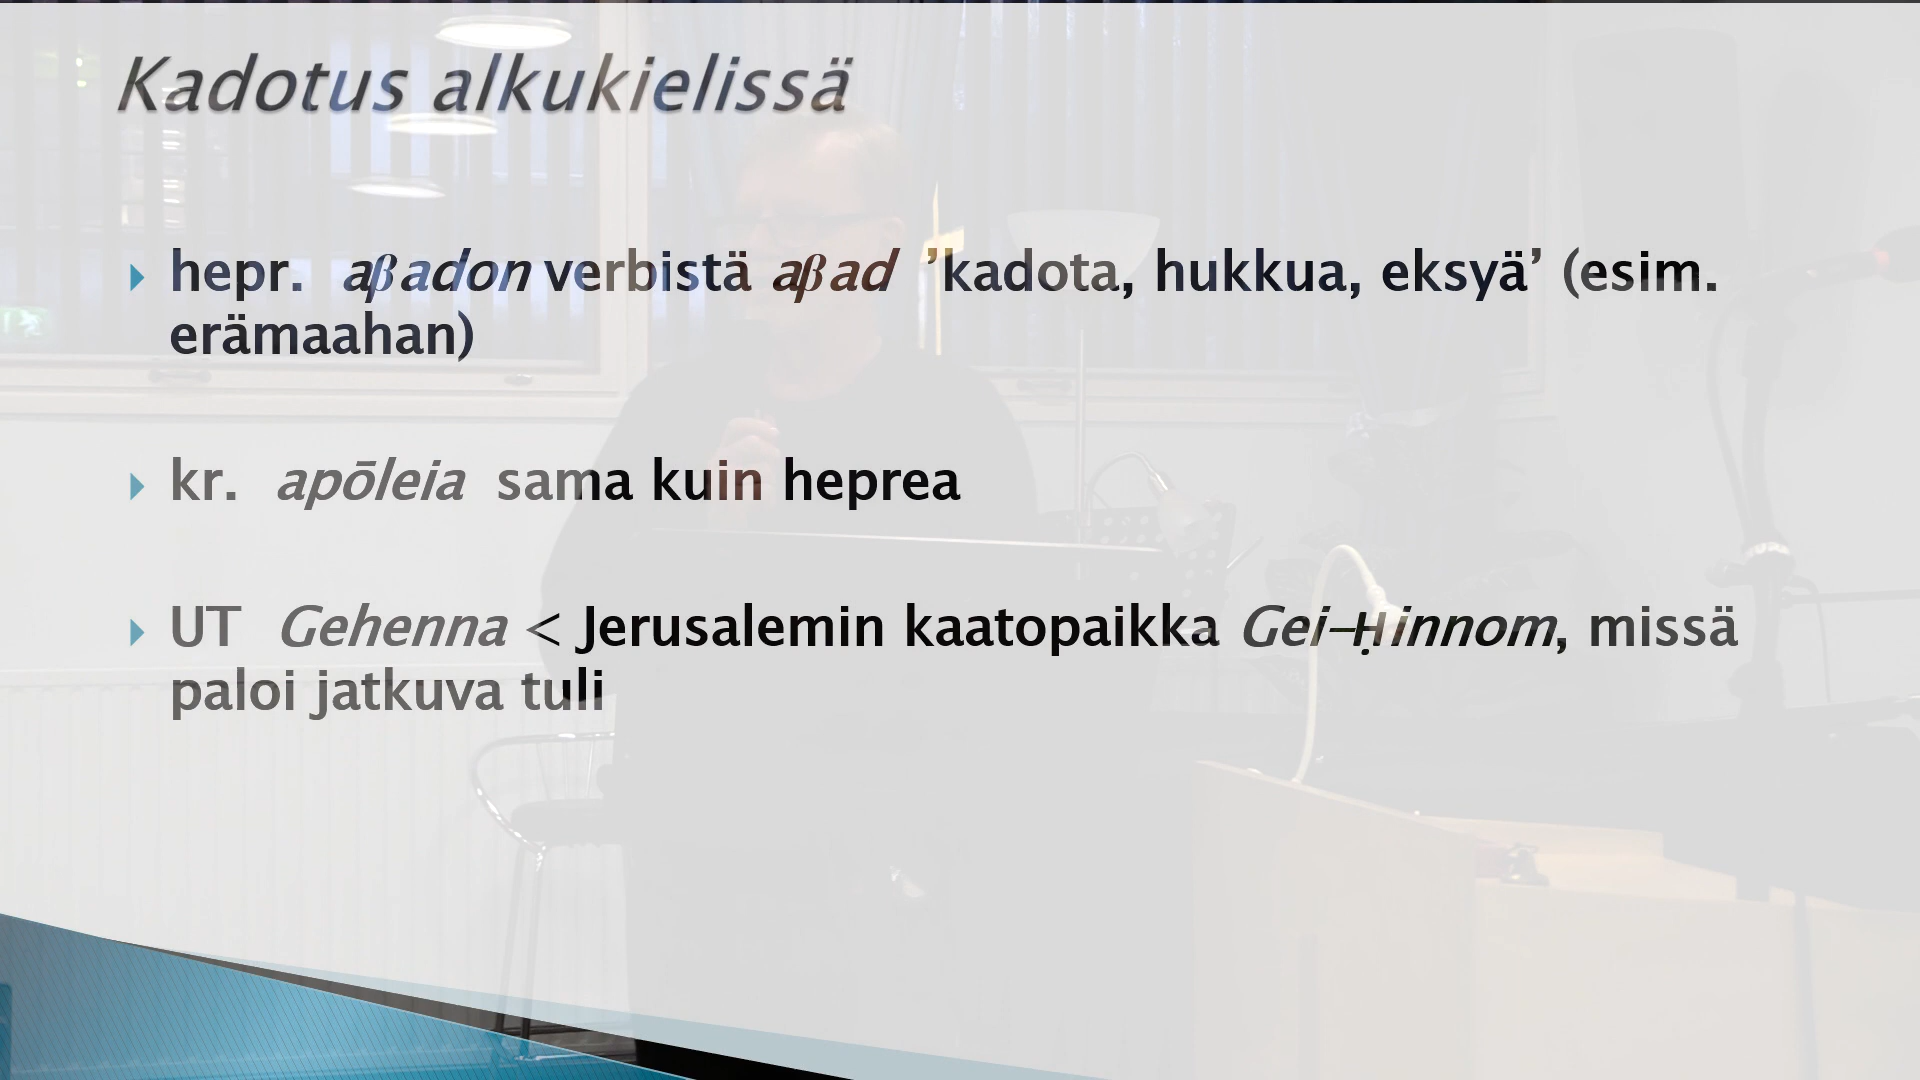 Kadotus alkukielissä
hepr. aβadon verbistä aβad ’kadota, hukkua, eksyä’ (esim.
erämaahan)
kr. apōleia sama kuin heprea
UT Gehenna < Jerusalemin kaatopaikka Gei-Ḥinnom, missä
paloi jatkuva tuli